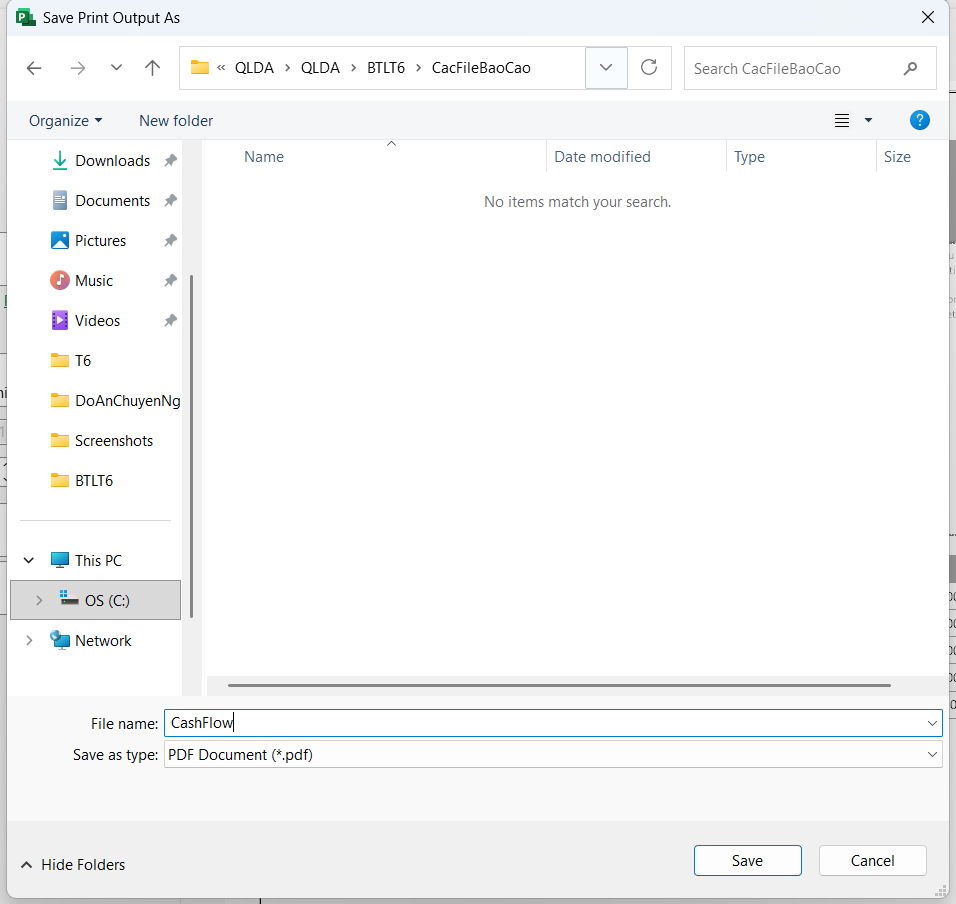 Save Print Output As
« QLDA > QLDA > BTLT6 > CacFileBaoCao
Search CacFileBaoCao
Organize
New folder
?
Downloads
Documents
Pictures
Music
Videos
T6
DoAnChuyenNg
Screenshots
BTLT6
This PC
OS (C:)
Network
Name
Date modified
Type
Size
No items match your search.
File name: CashFlow
Save as type: PDF Document (*.pdf)
Hide Folders
Save
Cancel